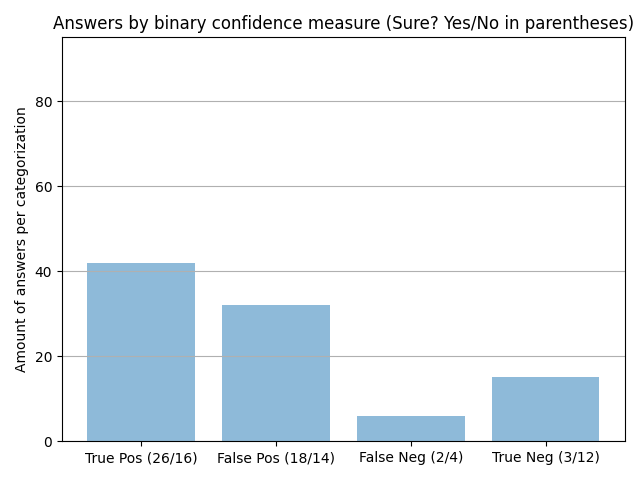 Answers by binary confidence measure (Sure? Yes/No in parentheses)
Amount of answers per categorization
80
60
40
20
0
True Pos (26/16)
False Pos (18/14)
False Neg (2/4)
True Neg (3/12)